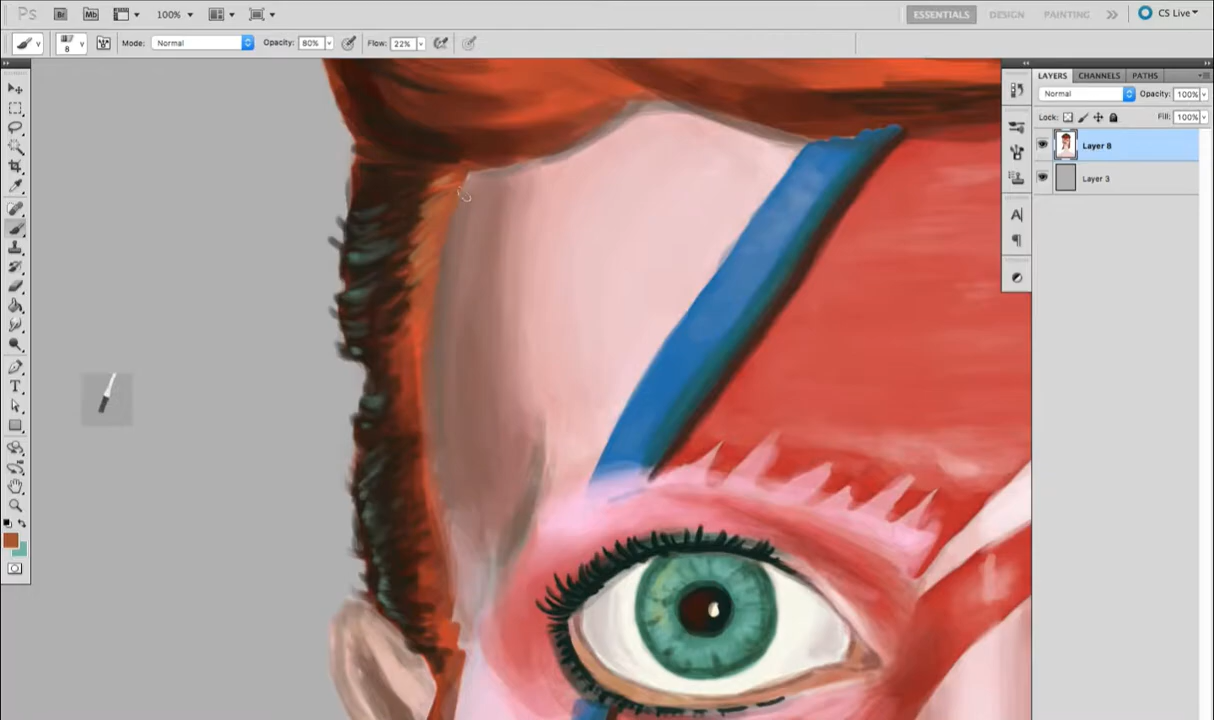 Ps Br Mb 100% ESSENTIALS DESIGN PAINTING CS Live
8 Mode: Normal Opacity: 80% Flow: 22%
LAYERS CHANNELS PATHS
Normal Opacity: 100%
Lock: Fill: 100%
Layer 8
Layer 3
A
T